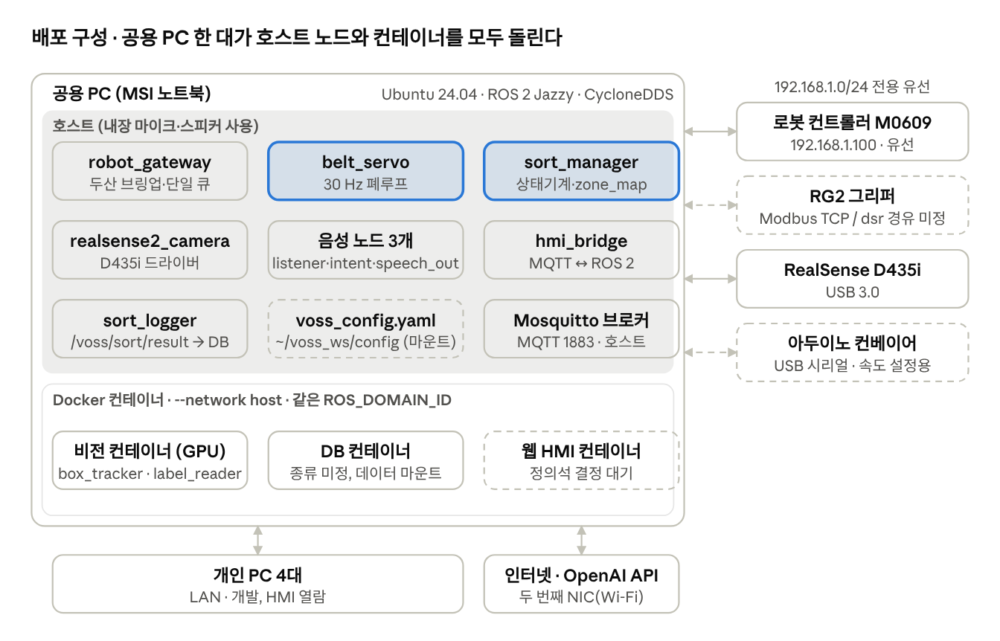 배포 구성 · 공용 PC 한 대가 호스트 노드와 컨테이너를 모두 돌린다
공용 PC (MSI 노트북)
Ubuntu 24.04 · ROS 2 Jazzy · CycloneDDS
호스트 (내장 마이크·스피커 사용)
robot_gateway
두산 브링업·단일 큐
belt_servo
30 Hz 폐루프
sort_manager
상태기계·zone_map
realsense2_camera
D435i 드라이버
음성 노드 3개
listener·intent·speech_out
hmi_bridge
MQTT ↔ ROS 2
sort_logger
/voss/sort/result → DB
voss_config.yaml
~/voss_ws/config (마운트)
Mosquitto 브로커
MQTT 1883 · 호스트
Docker 컨테이너 · --network host · 같은 ROS_DOMAIN_ID
비전 컨테이너 (GPU)
box_tracker · label_reader
DB 컨테이너
종류 미정, 데이터 마운트
웹 HMI 컨테이너
정의석 결정 대기
192.168.1.0/24 전용 유선
로봇 컨트롤러 M0609
192.168.1.100 · 유선
RG2 그리퍼
Modbus TCP / dsr 경유 미정
RealSense D435i
USB 3.0
아두이노 컨베이어
USB 시리얼 · 속도 설정용
개인 PC 4대
LAN · 개발, HMI 열람
인터넷 · OpenAI API
두 번째 NIC(Wi-Fi)